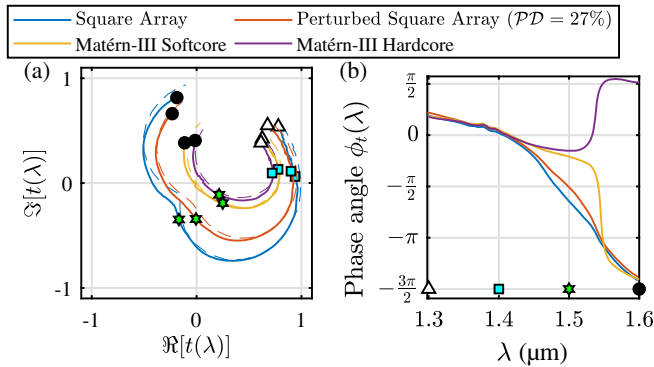 Square Array
Perturbed Square Array (𝒫𝒟 = 27%)
Matérn-III Softcore
Matérn-III Hardcore
(a)
1
0
-1
ℑ[t(λ)]
-1
0
1
ℜ[t(λ)]
(b)
π/2
0
−π/2
−π
−3π/2
Phase angle ϕt(λ)
1.3
1.4
1.5
1.6
λ (µm)